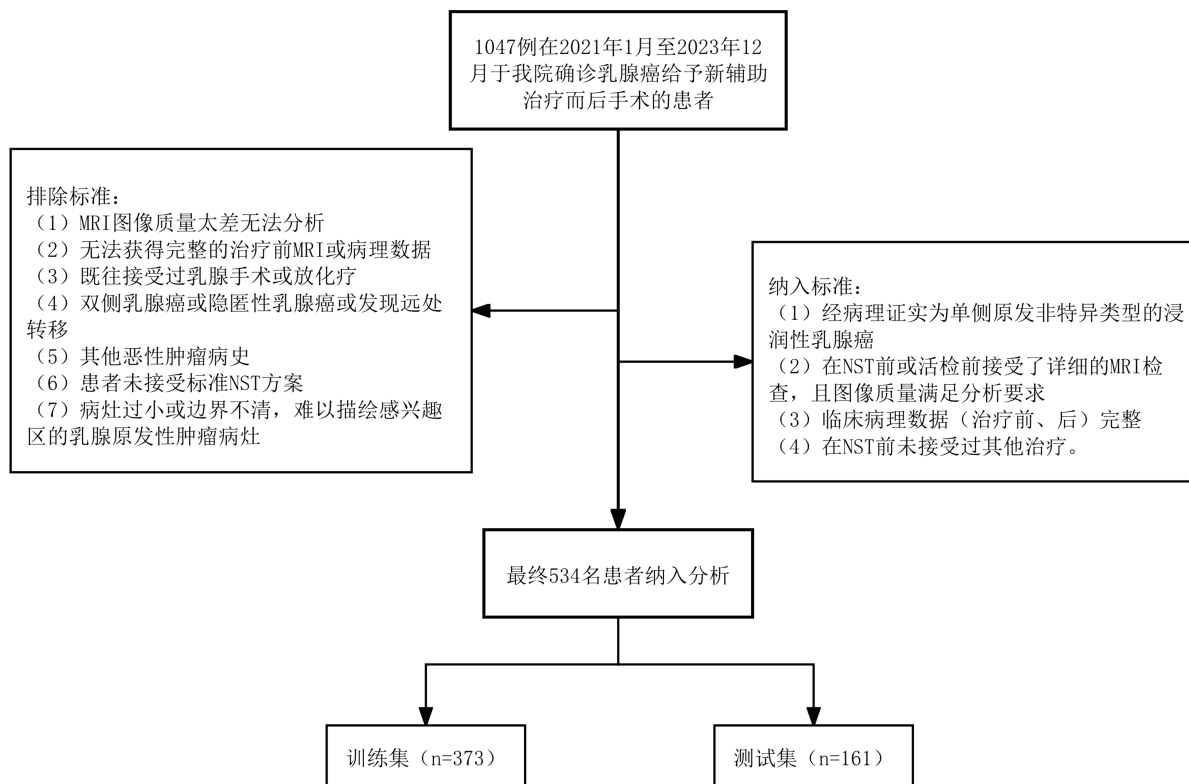 1047例在2021年1月至2023年12
月于我院确诊乳腺癌给予新辅助
治疗而后手术的患者
排除标准:
(1)MRI图像质量太差无法分析
(2)无法获得完整的治疗前MRI或病理数据
(3)既往接受过乳腺手术或放化疗
(4)双侧乳腺癌或隐匿性乳腺癌或发现远处
转移
(5)其他恶性肿瘤病史
(6)患者未接受标准NST方案
(7)病灶过小或边界不清，难以描绘感兴趣
区的乳腺原发性肿瘤病灶
纳入标准:
(1)经病理证实为单侧原发非特异类型的浸
润性乳腺癌
(2)在NST前或活检前接受了详细的MRI检
查，且图像质量满足分析要求
(3)临床病理数据(治疗前、后)完整
(4)在NST前未接受过其他治疗。
最终534名患者纳入分析
训练集(n=373)
测试集(n=161)